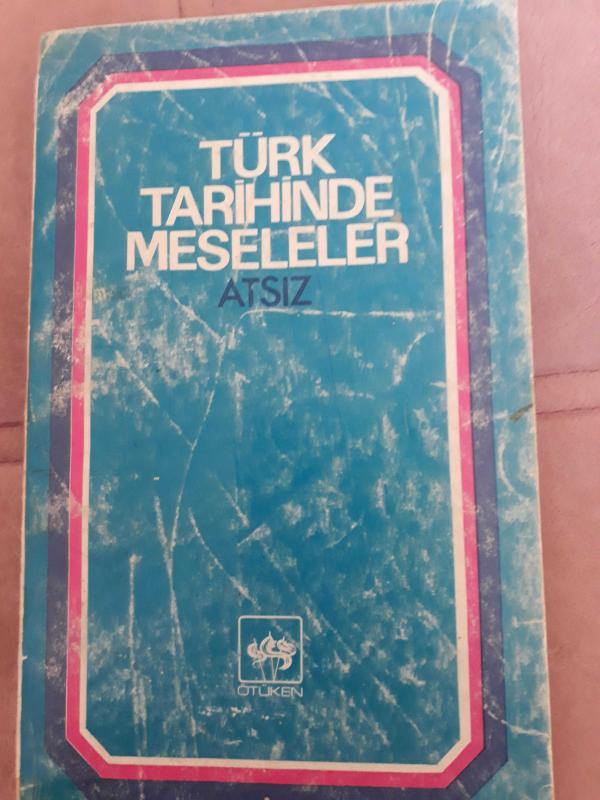 TÜRK
TARİHİNDE
MESELELER
ATSIZ
ÖTÜKEN